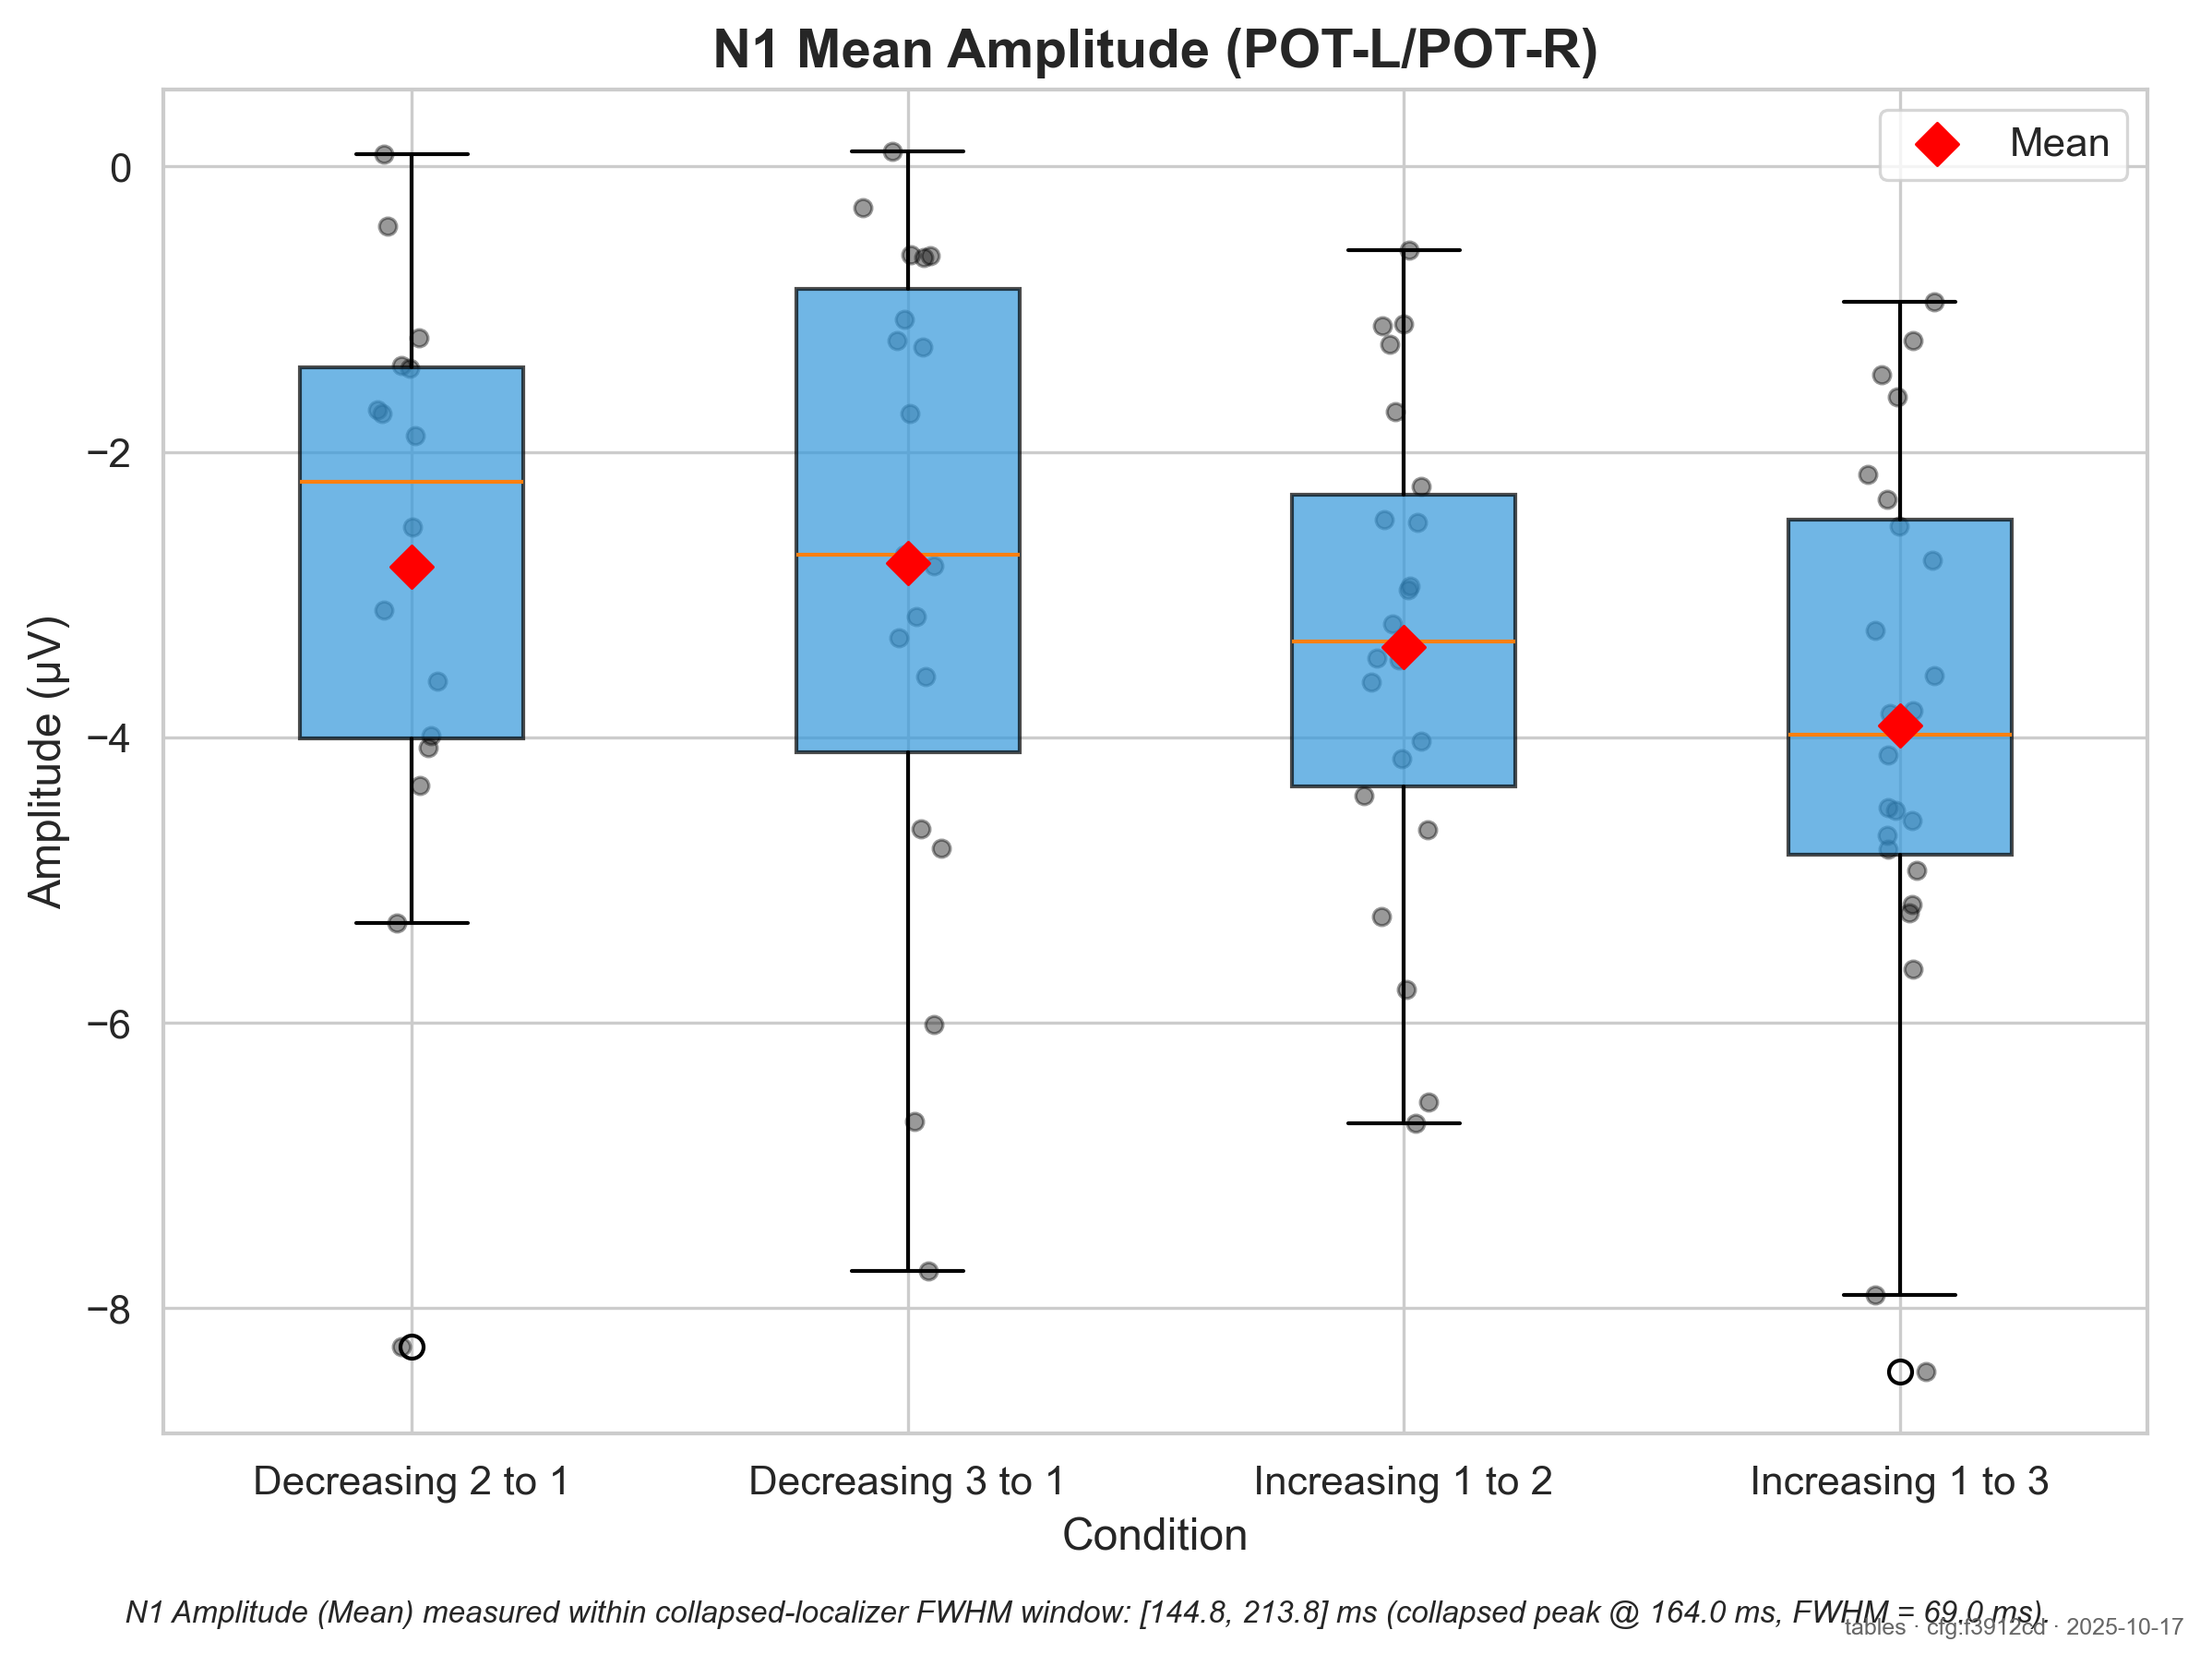 N1 Mean Amplitude (POT-L/POT-R)
Mean
0
−2
−4
−6
−8
Amplitude (µV)
Decreasing 2 to 1
Decreasing 3 to 1
Increasing 1 to 2
Increasing 1 to 3
Condition
N1 Amplitude (Mean) measured within collapsed-localizer FWHM window: [144.8, 213.8] ms (collapsed peak @ 164.0 ms, FWHM = 69.0 ms).
tables · cfg:f3912cd · 2025-10-17